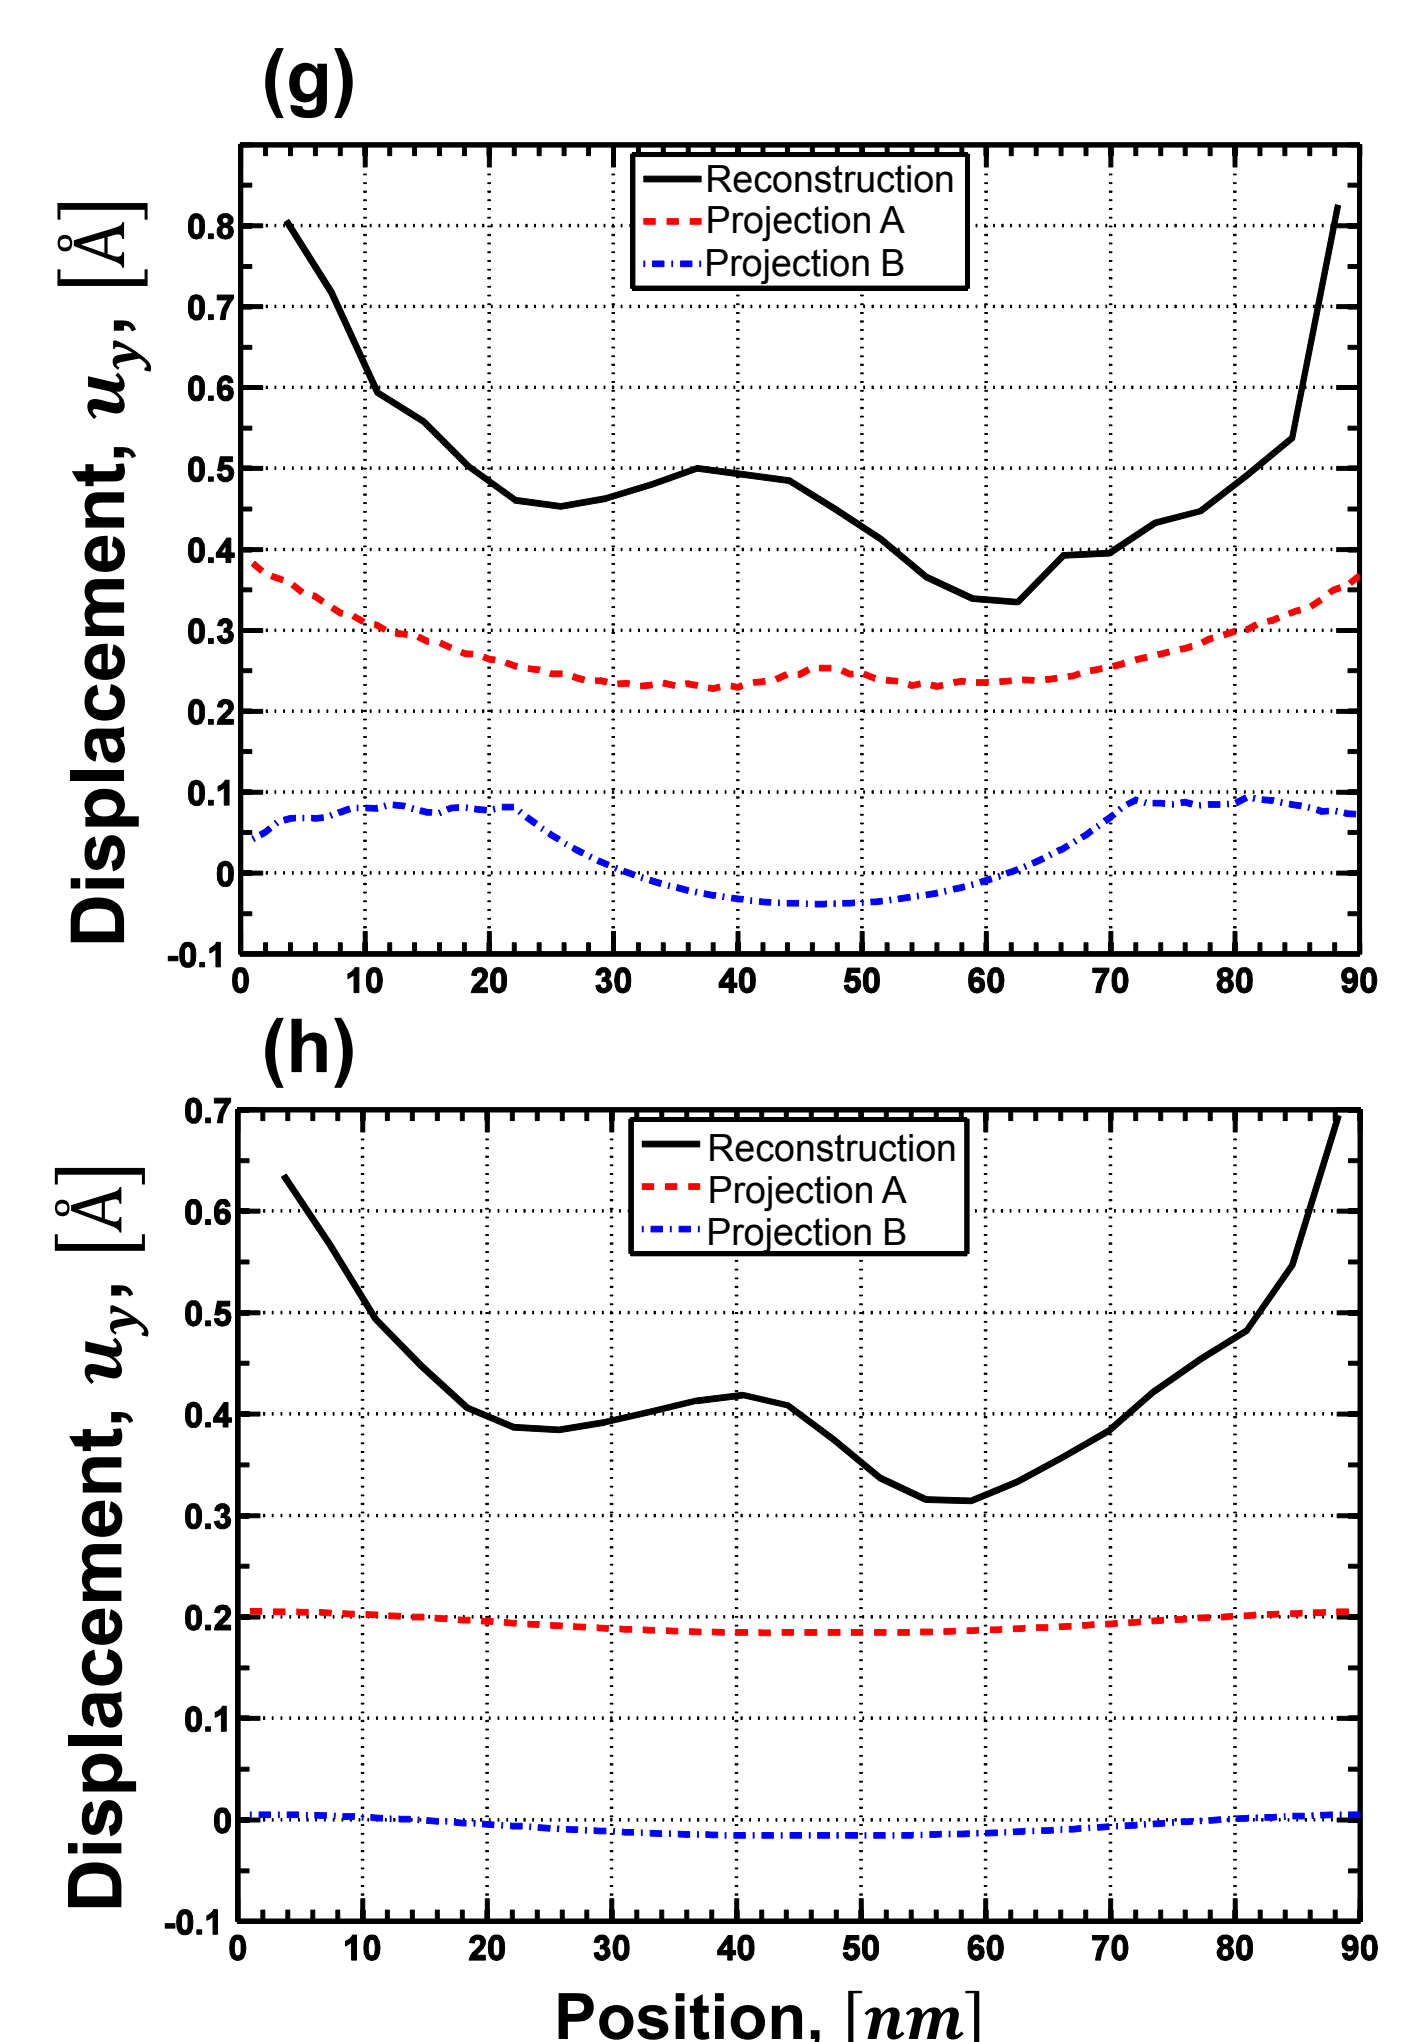 (g)
Displacement, u_y, [Å]
Reconstruction
Projection A
Projection B
0.8
0.7
0.6
0.5
0.4
0.3
0.2
0.1
0
-0.1
0 10 20 30 40 50 60 70 80 90
(h)
Displacement, u_y, [Å]
Reconstruction
Projection A
Projection B
0.7
0.6
0.5
0.4
0.3
0.2
0.1
0
-0.1
0 10 20 30 40 50 60 70 80 90
Position, [nm]